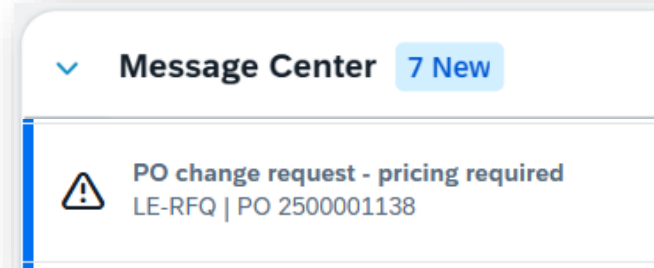 Message Center 7 New
PO change request - pricing required
LE-RFQ | PO 2500001138